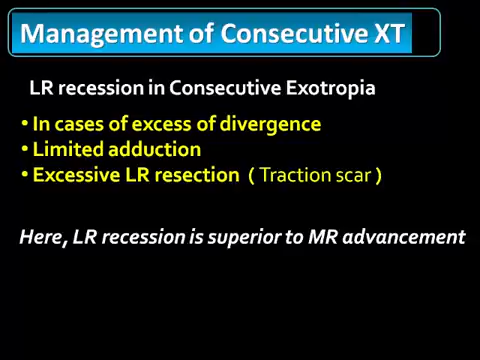 Management of Consecutive XT
LR recession in Consecutive Exotropia
• In cases of excess of divergence
• Limited adduction
• Excessive LR resection ( Traction scar )
Here, LR recession is superior to MR advancement